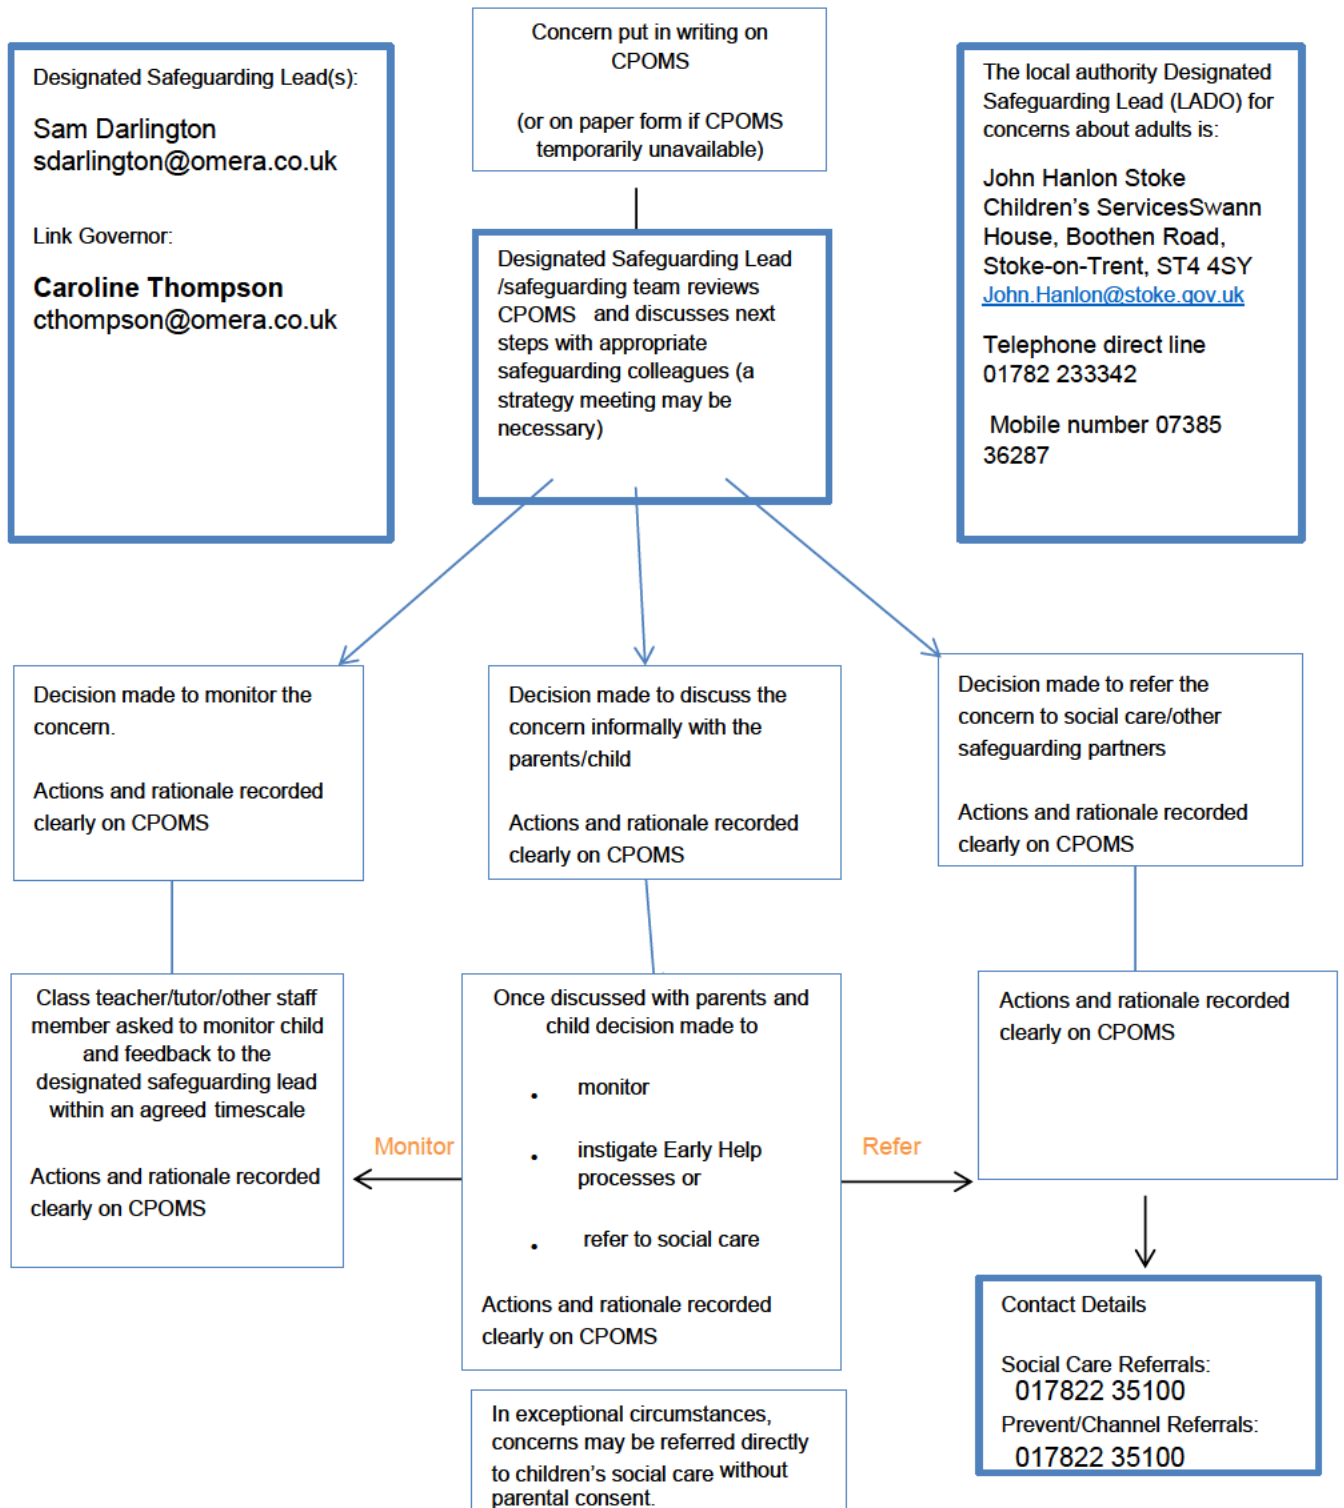 Concern put in writing on
CPOMS
(or on paper form if CPOMS
temporarily unavailable)
Designated Safeguarding Lead(s):
Sam Darlington
sdarlington@omera.co.uk
Link Governor:
Caroline Thompson
cthompson@omera.co.uk
The local authority Designated
Safeguarding Lead (LADO) for
concerns about adults is:
John Hanlon Stoke
Children's ServicesSwann
House, Boothen Road,
Stoke-on-Trent, ST4 4SY
John.Hanlon@stoke.gov.uk
Telephone direct line
01782 233342
Mobile number 07385
36287
Designated Safeguarding Lead
/safeguarding team reviews
CPOMS and discusses next
steps with appropriate
safeguarding colleagues (a
strategy meeting may be
necessary)
Decision made to monitor the
concern.
Actions and rationale recorded
clearly on CPOMS
Decision made to discuss the
concern informally with the
parents/child
Actions and rationale recorded
clearly on CPOMS
Decision made to refer the
concern to social care/other
safeguarding partners
Actions and rationale recorded
clearly on CPOMS
Class teacher/tutor/other staff
member asked to monitor child
and feedback to the
designated safeguarding lead
within an agreed timescale
Actions and rationale recorded
clearly on CPOMS
Monitor
Once discussed with parents and
child decision made to
• monitor
• instigate Early Help
processes or
• refer to social care
Actions and rationale recorded
clearly on CPOMS
Refer
Actions and rationale recorded
clearly on CPOMS
In exceptional circumstances,
concerns may be referred directly
to children's social care without
parental consent.
Contact Details
Social Care Referrals:
017822 35100
Prevent/Channel Referrals:
017822 35100